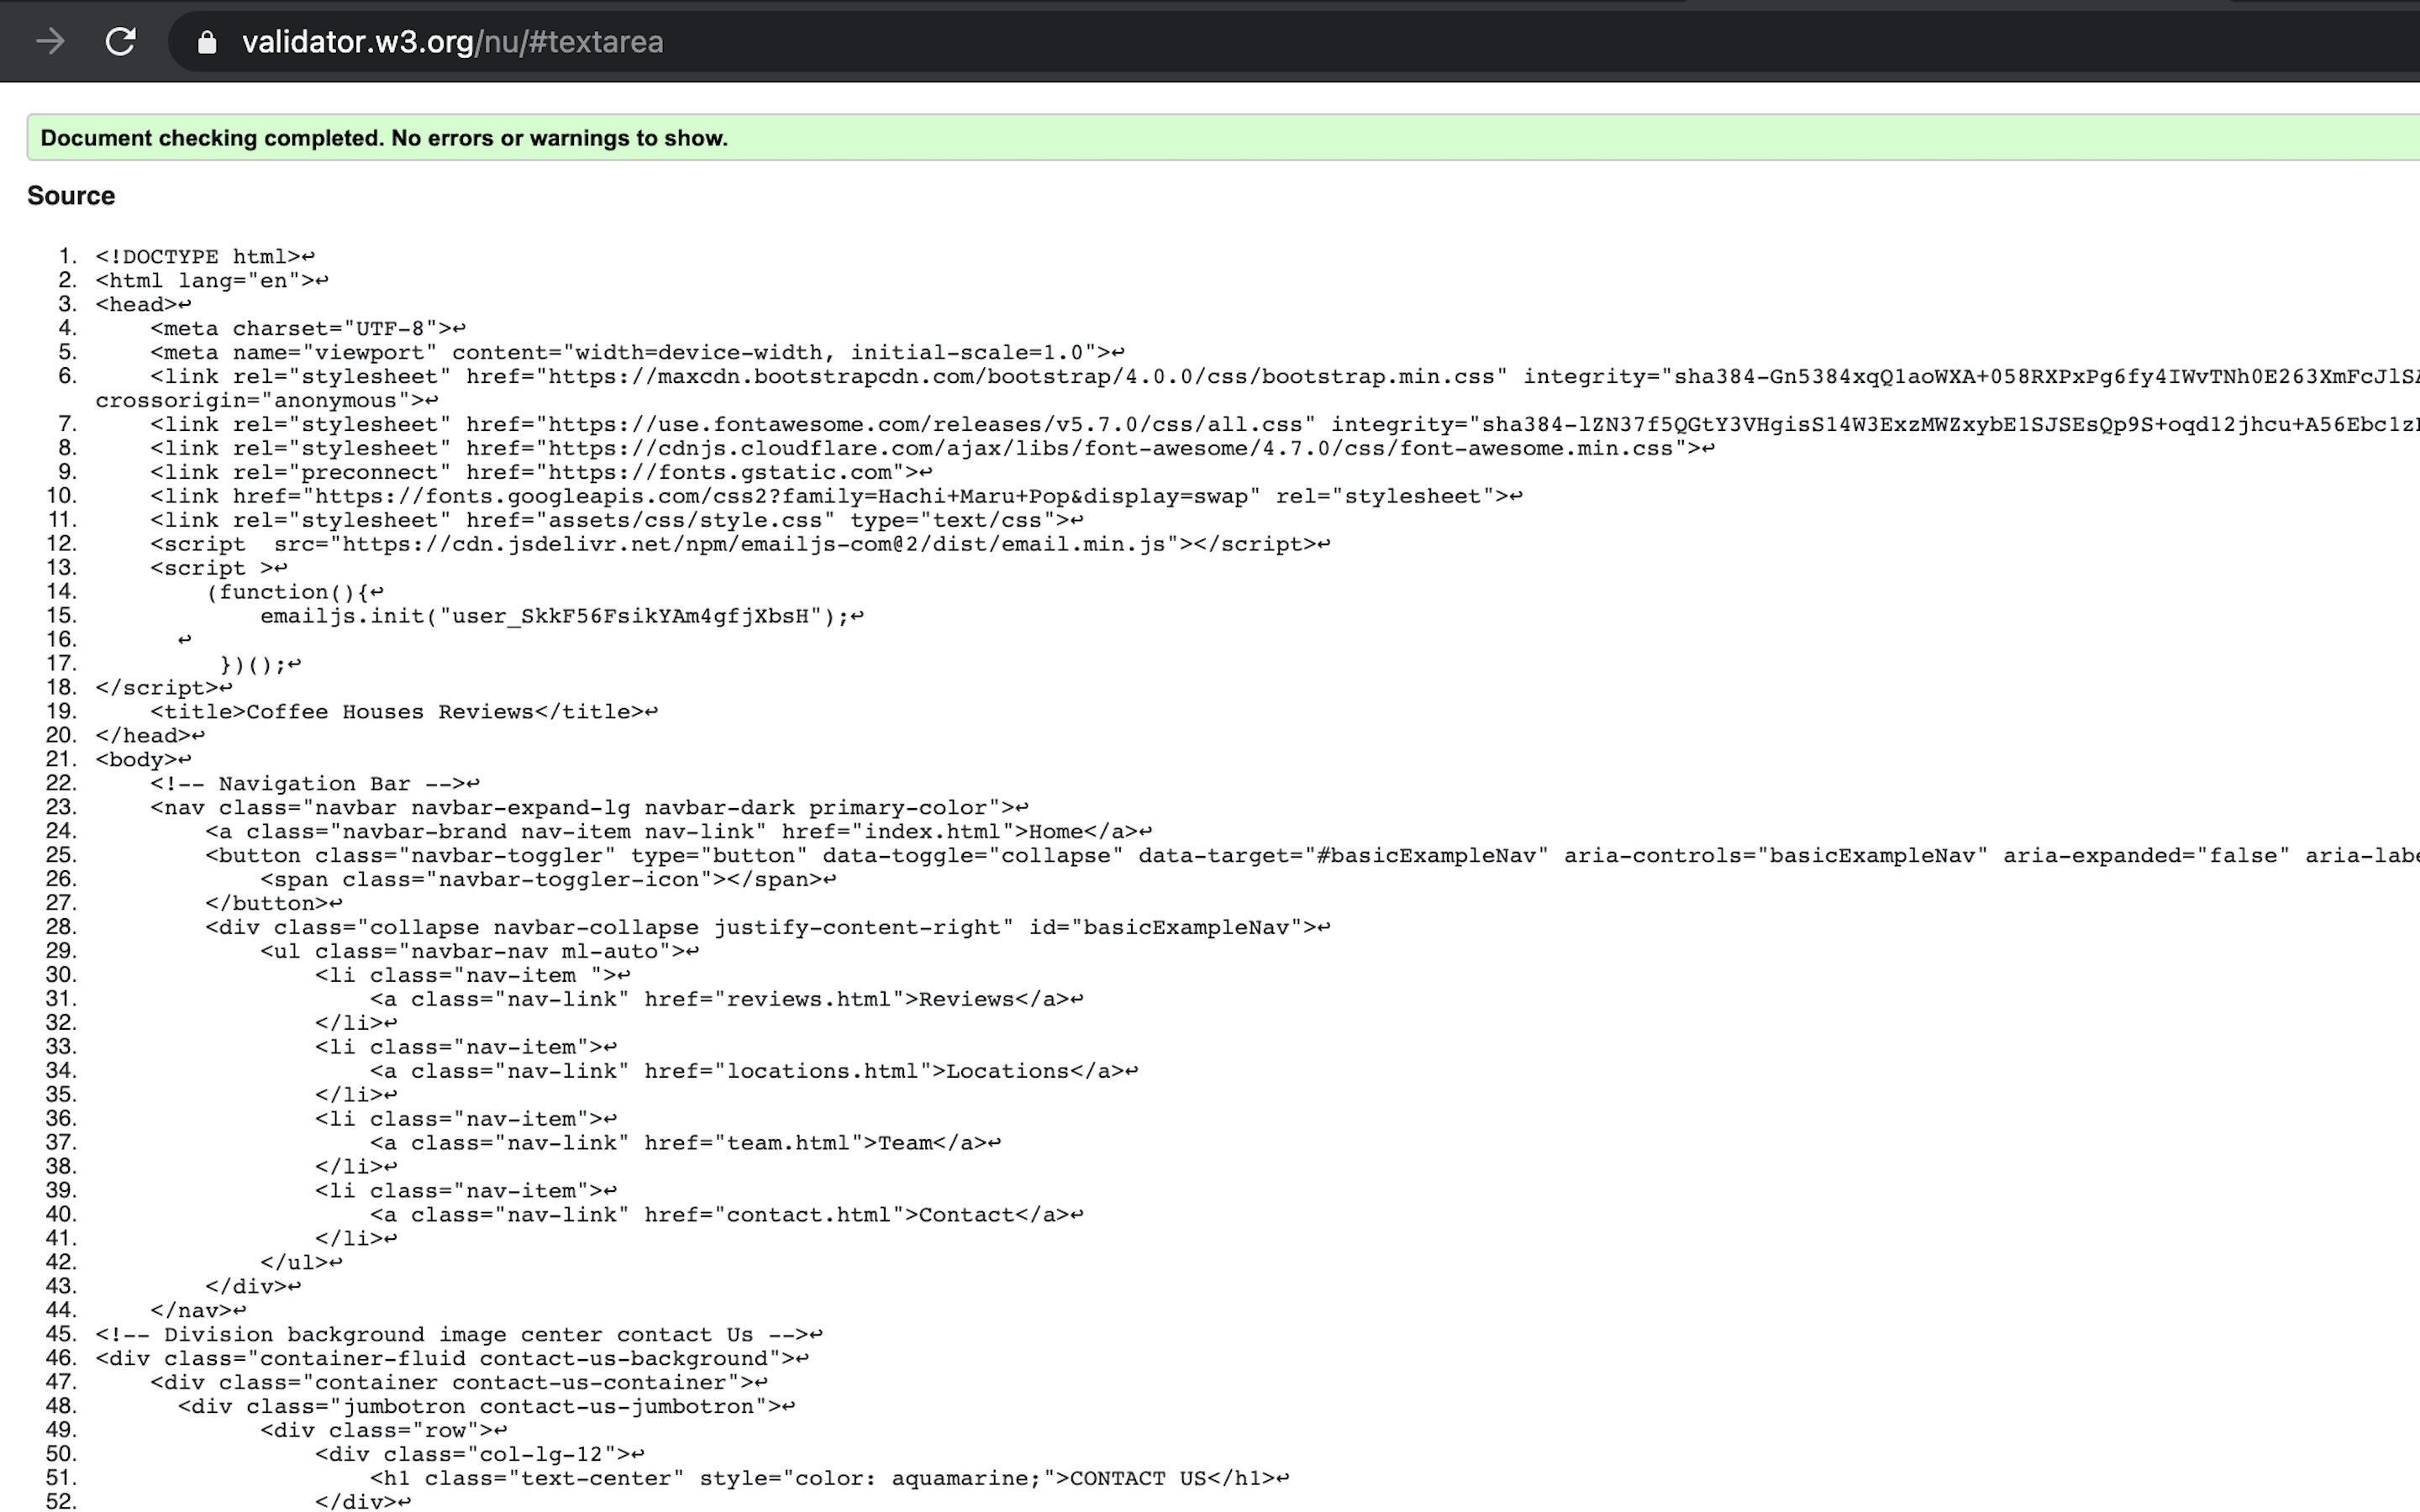 validator.w3.org/nu/#textarea
Document checking completed. No errors or warnings to show.
Source
1. <!DOCTYPE html>↩
2. <html lang="en">↩
3. <head>↩
4. <meta charset="UTF-8">↩
5. <meta name="viewport" content="width=device-width, initial-scale=1.0">↩
6. <link rel="stylesheet" href="https://maxcdn.bootstrapcdn.com/bootstrap/4.0.0/css/bootstrap.min.css" integrity="sha384-Gn5384xqQ1aoWXA+058RXPxPg6fy4IWvTNh0E263XmFcJlSA
crossorigin="anonymous">↩
7. <link rel="stylesheet" href="https://use.fontawesome.com/releases/v5.7.0/css/all.css" integrity="sha384-lZN37f5QGtY3VHgisS14W3ExzMWZxybE1SJSEsQp9S+oqd12jhcu+A56Ebc1z
8. <link rel="stylesheet" href="https://cdnjs.cloudflare.com/ajax/libs/font-awesome/4.7.0/css/font-awesome.min.css">↩
9. <link rel="preconnect" href="https://fonts.gstatic.com">↩
10. <link href="https://fonts.googleapis.com/css2?family=Hachi+Maru+Pop&display=swap" rel="stylesheet">↩
11. <link rel="stylesheet" href="assets/css/style.css" type="text/css">↩
12. <script  src="https://cdn.jsdelivr.net/npm/emailjs-com@2/dist/email.min.js"></script>↩
13. <script >↩
14. (function(){↩
15. emailjs.init("user_SkkF56FsikYAm4gfjXbsH");↩
16. ↩
17. })();↩
18. </script>↩
19. <title>Coffee Houses Reviews</title>↩
20. </head>↩
21. <body>↩
22. <!-- Navigation Bar -->↩
23. <nav class="navbar navbar-expand-lg navbar-dark primary-color">↩
24. <a class="navbar-brand nav-item nav-link" href="index.html">Home</a>↩
25. <button class="navbar-toggler" type="button" data-toggle="collapse" data-target="#basicExampleNav" aria-controls="basicExampleNav" aria-expanded="false" aria-labe
26. <span class="navbar-toggler-icon"></span>↩
27. </button>↩
28. <div class="collapse navbar-collapse justify-content-right" id="basicExampleNav">↩
29. <ul class="navbar-nav ml-auto">↩
30. <li class="nav-item ">↩
31. <a class="nav-link" href="reviews.html">Reviews</a>↩
32. </li>↩
33. <li class="nav-item">↩
34. <a class="nav-link" href="locations.html">Locations</a>↩
35. </li>↩
36. <li class="nav-item">↩
37. <a class="nav-link" href="team.html">Team</a>↩
38. </li>↩
39. <li class="nav-item">↩
40. <a class="nav-link" href="contact.html">Contact</a>↩
41. </li>↩
42. </ul>↩
43. </div>↩
44. </nav>↩
45. <!-- Division background image center contact Us -->↩
46. <div class="container-fluid contact-us-background">↩
47. <div class="container contact-us-container">↩
48. <div class="jumbotron contact-us-jumbotron">↩
49. <div class="row">↩
50. <div class="col-lg-12">↩
51. <h1 class="text-center" style="color: aquamarine;">CONTACT US</h1>↩
52. </div>↩